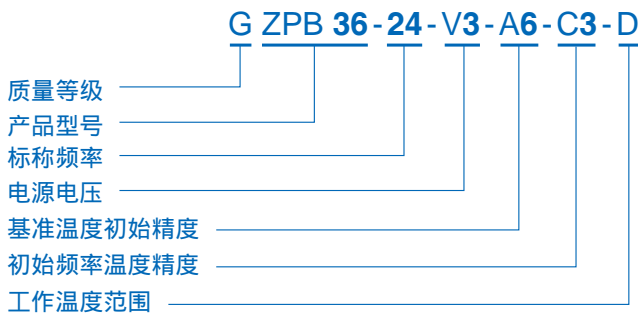 G ZPB 36-24-V3-A6-C3-D
质量等级
产品型号
标称频率
电源电压
基准温度初始精度
初始频率温度精度
工作温度范围